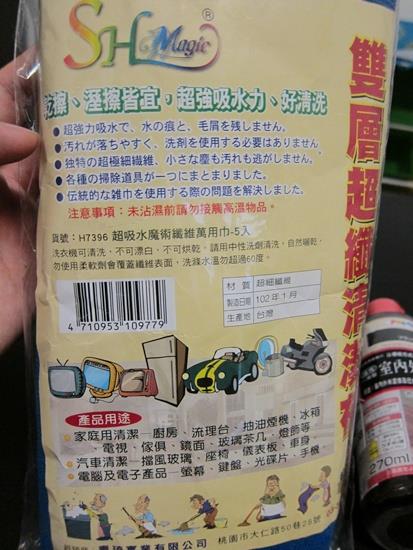 SH Magic ®
乾擦、溼擦皆宜，超強吸水力、好清洗
●超強力吸水で、水の痕と、毛屑を残しません。
●汚れが落ちやすく、洗剤を使用する必要はありません。
●独特の超極細繊維、小さな塵も汚れも逃がしません。
●各種の掃除道具が一つにまとまりました。
●伝統的な雑巾を使用する際の問題を解決しました。
注意事項：未沾濕前請勿接觸高溫物品。
貨號：H7396 超吸水魔術纖維萬用巾-5入
洗衣機可清洗，不可漂白，不可烘乾。請用中性洗劑清洗，自然曬乾，
勿使用柔軟劑會覆蓋纖維表面，洗滌水溫勿超過60度。
材 質 超細纖維
製造日期 102年1月
生產地 台灣
4 710953 109779
產品用途
●家庭用清潔—廚房、流理台、抽油煙機、冰箱
、電視、傢俱、鏡面、玻璃茶几、燈飾等
●汽車清潔—擋風玻璃、座椅、儀表板、車身
●電腦及電子產品—螢幕、鍵盤、光碟片、手機
實業有限公司
桃園市大仁路50巷28號
雙層超纖清潔
室內
270ml